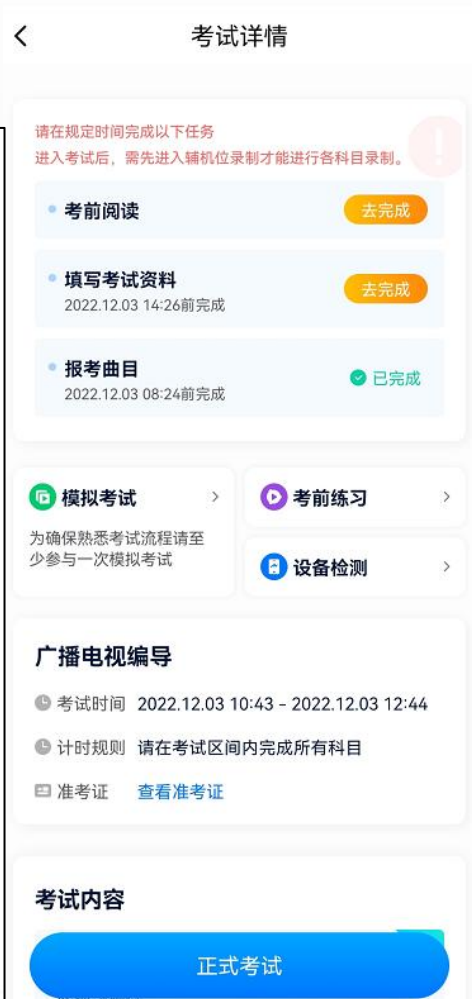 考试详情
请在规定时间完成以下任务
进入考试后，需先进入辅机位录制才能进行各科目录制。
考前阅读
去完成
填写考试资料
去完成
2022.12.03 14:26前完成
报考曲目
已完成
2022.12.03 08:24前完成
模拟考试
考前练习
为确保熟悉考试流程请至
少参与一次模拟考试
设备检测
广播电视编导
考试时间 2022.12.03 10:43 - 2022.12.03 12:44
计时规则 请在考试区间内完成所有科目
准考证 查看准考证
考试内容
正式考试